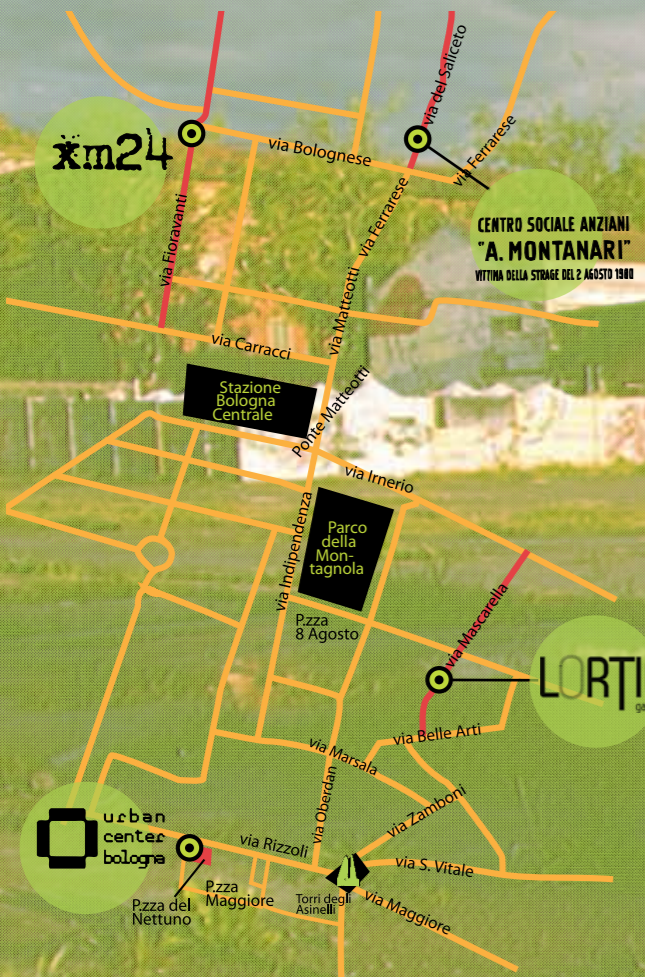 via del Saliceto
xm24
via Bolognese
via Ferrarese
via Ferrarese
CENTRO SOCIALE ANZIANI
"A. MONTANARI"
VITTIMA DELLA STRAGE DEL 2 AGOSTO 1980
via Fioravanti
via Matteotti
via Carracci
Stazione
Bologna
Centrale
Ponte Matteotti
via Irnerio
via Indipendenza
Parco
della
Mon-
tagnola
P.zza
8 Agosto
via Mascarella
LORTI
ga
via Belle Arti
via Marsala
via Oberdan
via Zamboni
urban
center
bologna
via Rizzoli
via S. Vitale
P.zza
Maggiore
P.zza del
Nettuno
Torri degli
Asinelli
via Maggiore